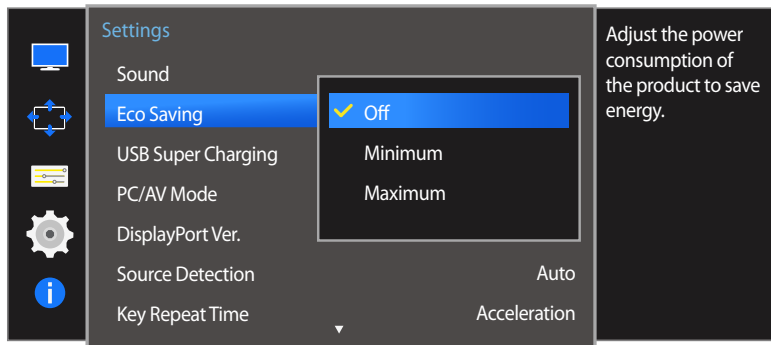 Settings
Sound
Eco Saving
Off
USB Super Charging
Minimum
PC/AV Mode
Maximum
DisplayPort Ver.
Source Detection
Auto
Key Repeat Time
Acceleration
Adjust the power
consumption of
the product to save
energy.